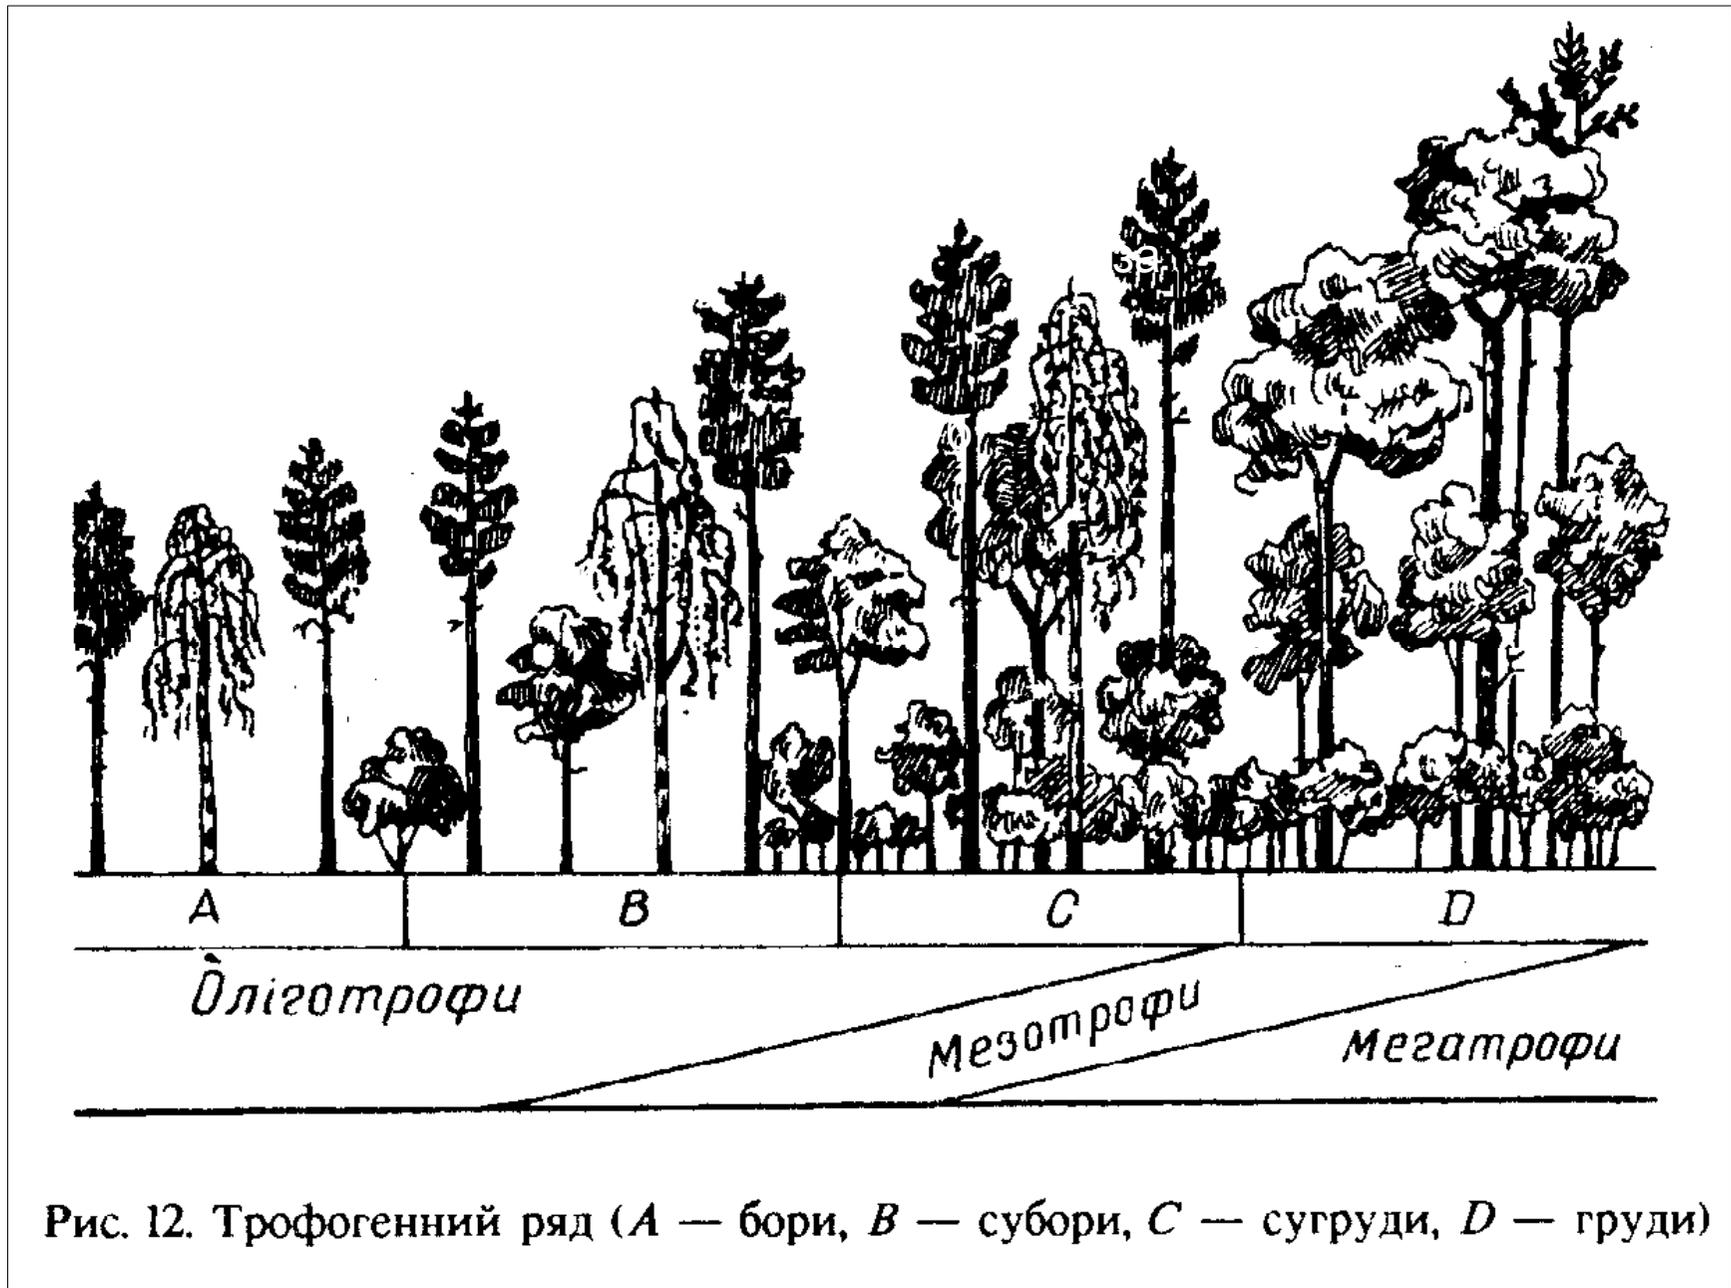 A B C D
Оліготрофи
Мезотрофи
Мегатрофи
Рис. 12. Трофогенний ряд (A — бори, B — субори, C — сугруди, D — груди)